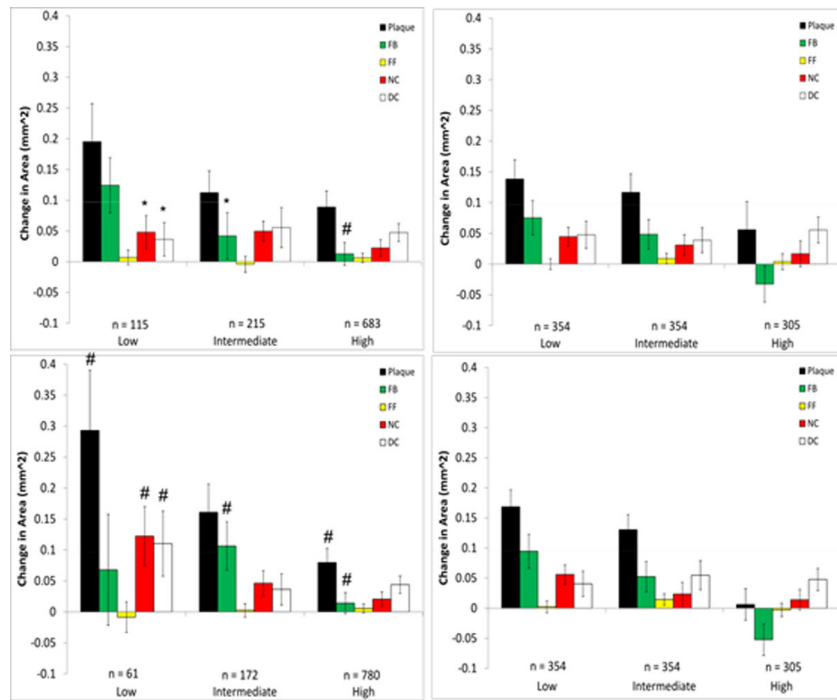 0.4
0.35
0.3
0.25
0.2
0.15
0.1
0.05
0
-0.05
-0.1
Change in Area (mm^2)
Plaque
FB
FF
NC
DC
* *
*
#
n = 115 n = 215 n = 683
Low Intermediate High
0.4
0.35
0.3
0.25
0.2
0.15
0.1
0.05
0
-0.05
-0.1
Change in Area (mm^2)
Plaque
FB
FF
NC
DC
n = 354 n = 354 n = 305
Low Intermediate High
0.4
0.35
0.3
0.25
0.2
0.15
0.1
0.05
0
-0.05
-0.1
Change in Area (mm^2)
Plaque
FB
FF
NC
DC
#
# #
#
# #
n = 61 n = 172 n = 780
Low Intermediate High
0.4
0.35
0.3
0.25
0.2
0.15
0.1
0.05
0
-0.05
-0.1
Change in Area (mm^2)
Plaque
FB
FF
NC
DC
n = 354 n = 354 n = 305
Low Intermediate High